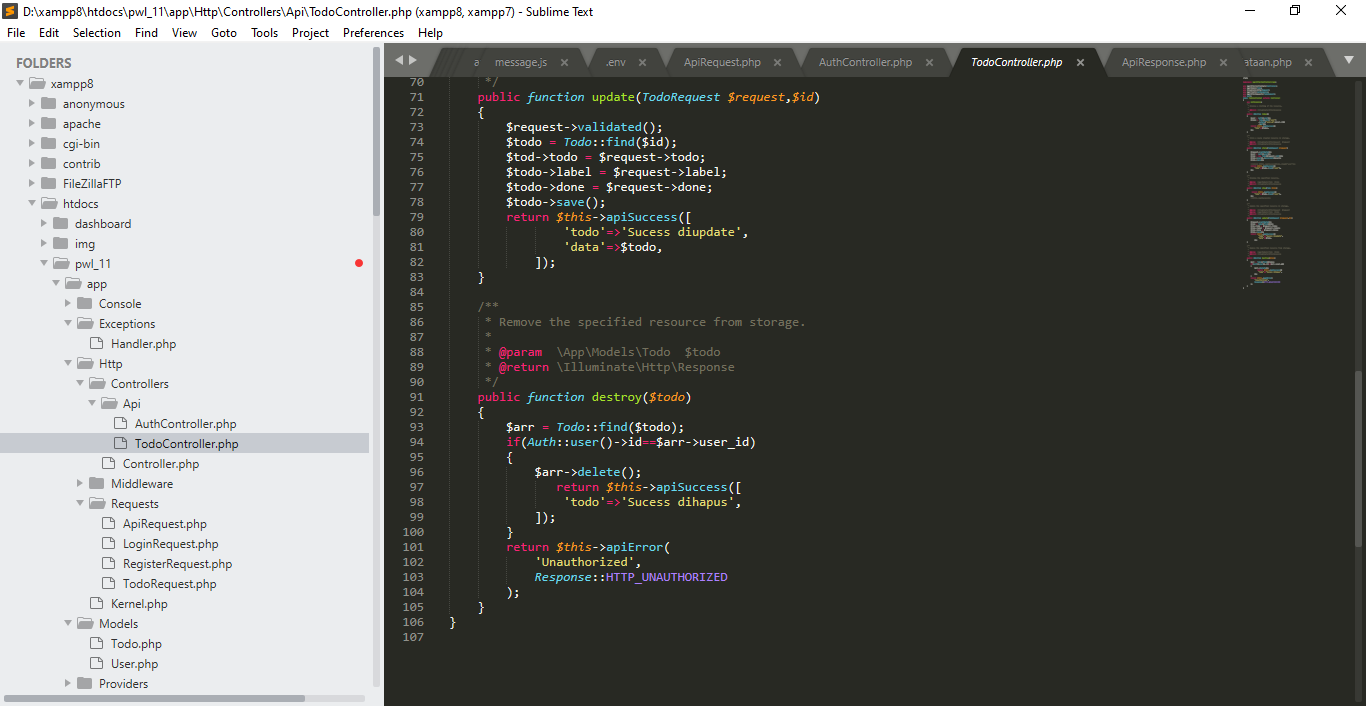 D:\xampp8\htdocs\pwl_11\app\Http\Controllers\Api\TodoController.php (xampp8, xampp7) - Sublime Text
File Edit Selection Find View Goto Tools Project Preferences Help
FOLDERS
xampp8
anonymous
apache
cgi-bin
contrib
FileZillaFTP
htdocs
dashboard
img
pwl_11
app
Console
Exceptions
Handler.php
Http
Controllers
Api
AuthController.php
TodoController.php
Controller.php
Middleware
Requests
ApiRequest.php
LoginRequest.php
RegisterRequest.php
TodoRequest.php
Kernel.php
Models
Todo.php
User.php
Providers
a message.js .env ApiRequest.php AuthController.php TodoController.php ApiResponse.php ataan.php
70 */
71 public function update(TodoRequest $request,$id)
72 {
73 $request->validated();
74 $todo = Todo::find($id);
75 $tod->todo = $request->todo;
76 $todo->label = $request->label;
77 $todo->done = $request->done;
78 $todo->save();
79 return $this->apiSuccess([
80 'todo'=>'Sucess diupdate',
81 'data'=>$todo,
82 ]);
83 }
84
85 /**
86 * Remove the specified resource from storage.
87 *
88 * @param \App\Models\Todo $todo
89 * @return \Illuminate\Http\Response
90 */
91 public function destroy($todo)
92 {
93 $arr = Todo::find($todo);
94 if(Auth::user()->id==$arr->user_id)
95 {
96 $arr->delete();
97 return $this->apiSuccess([
98 'todo'=>'Sucess dihapus',
99 ]);
100 }
101 return $this->apiError(
102 'Unauthorized',
103 Response::HTTP_UNAUTHORIZED
104 );
105 }
106 }
107